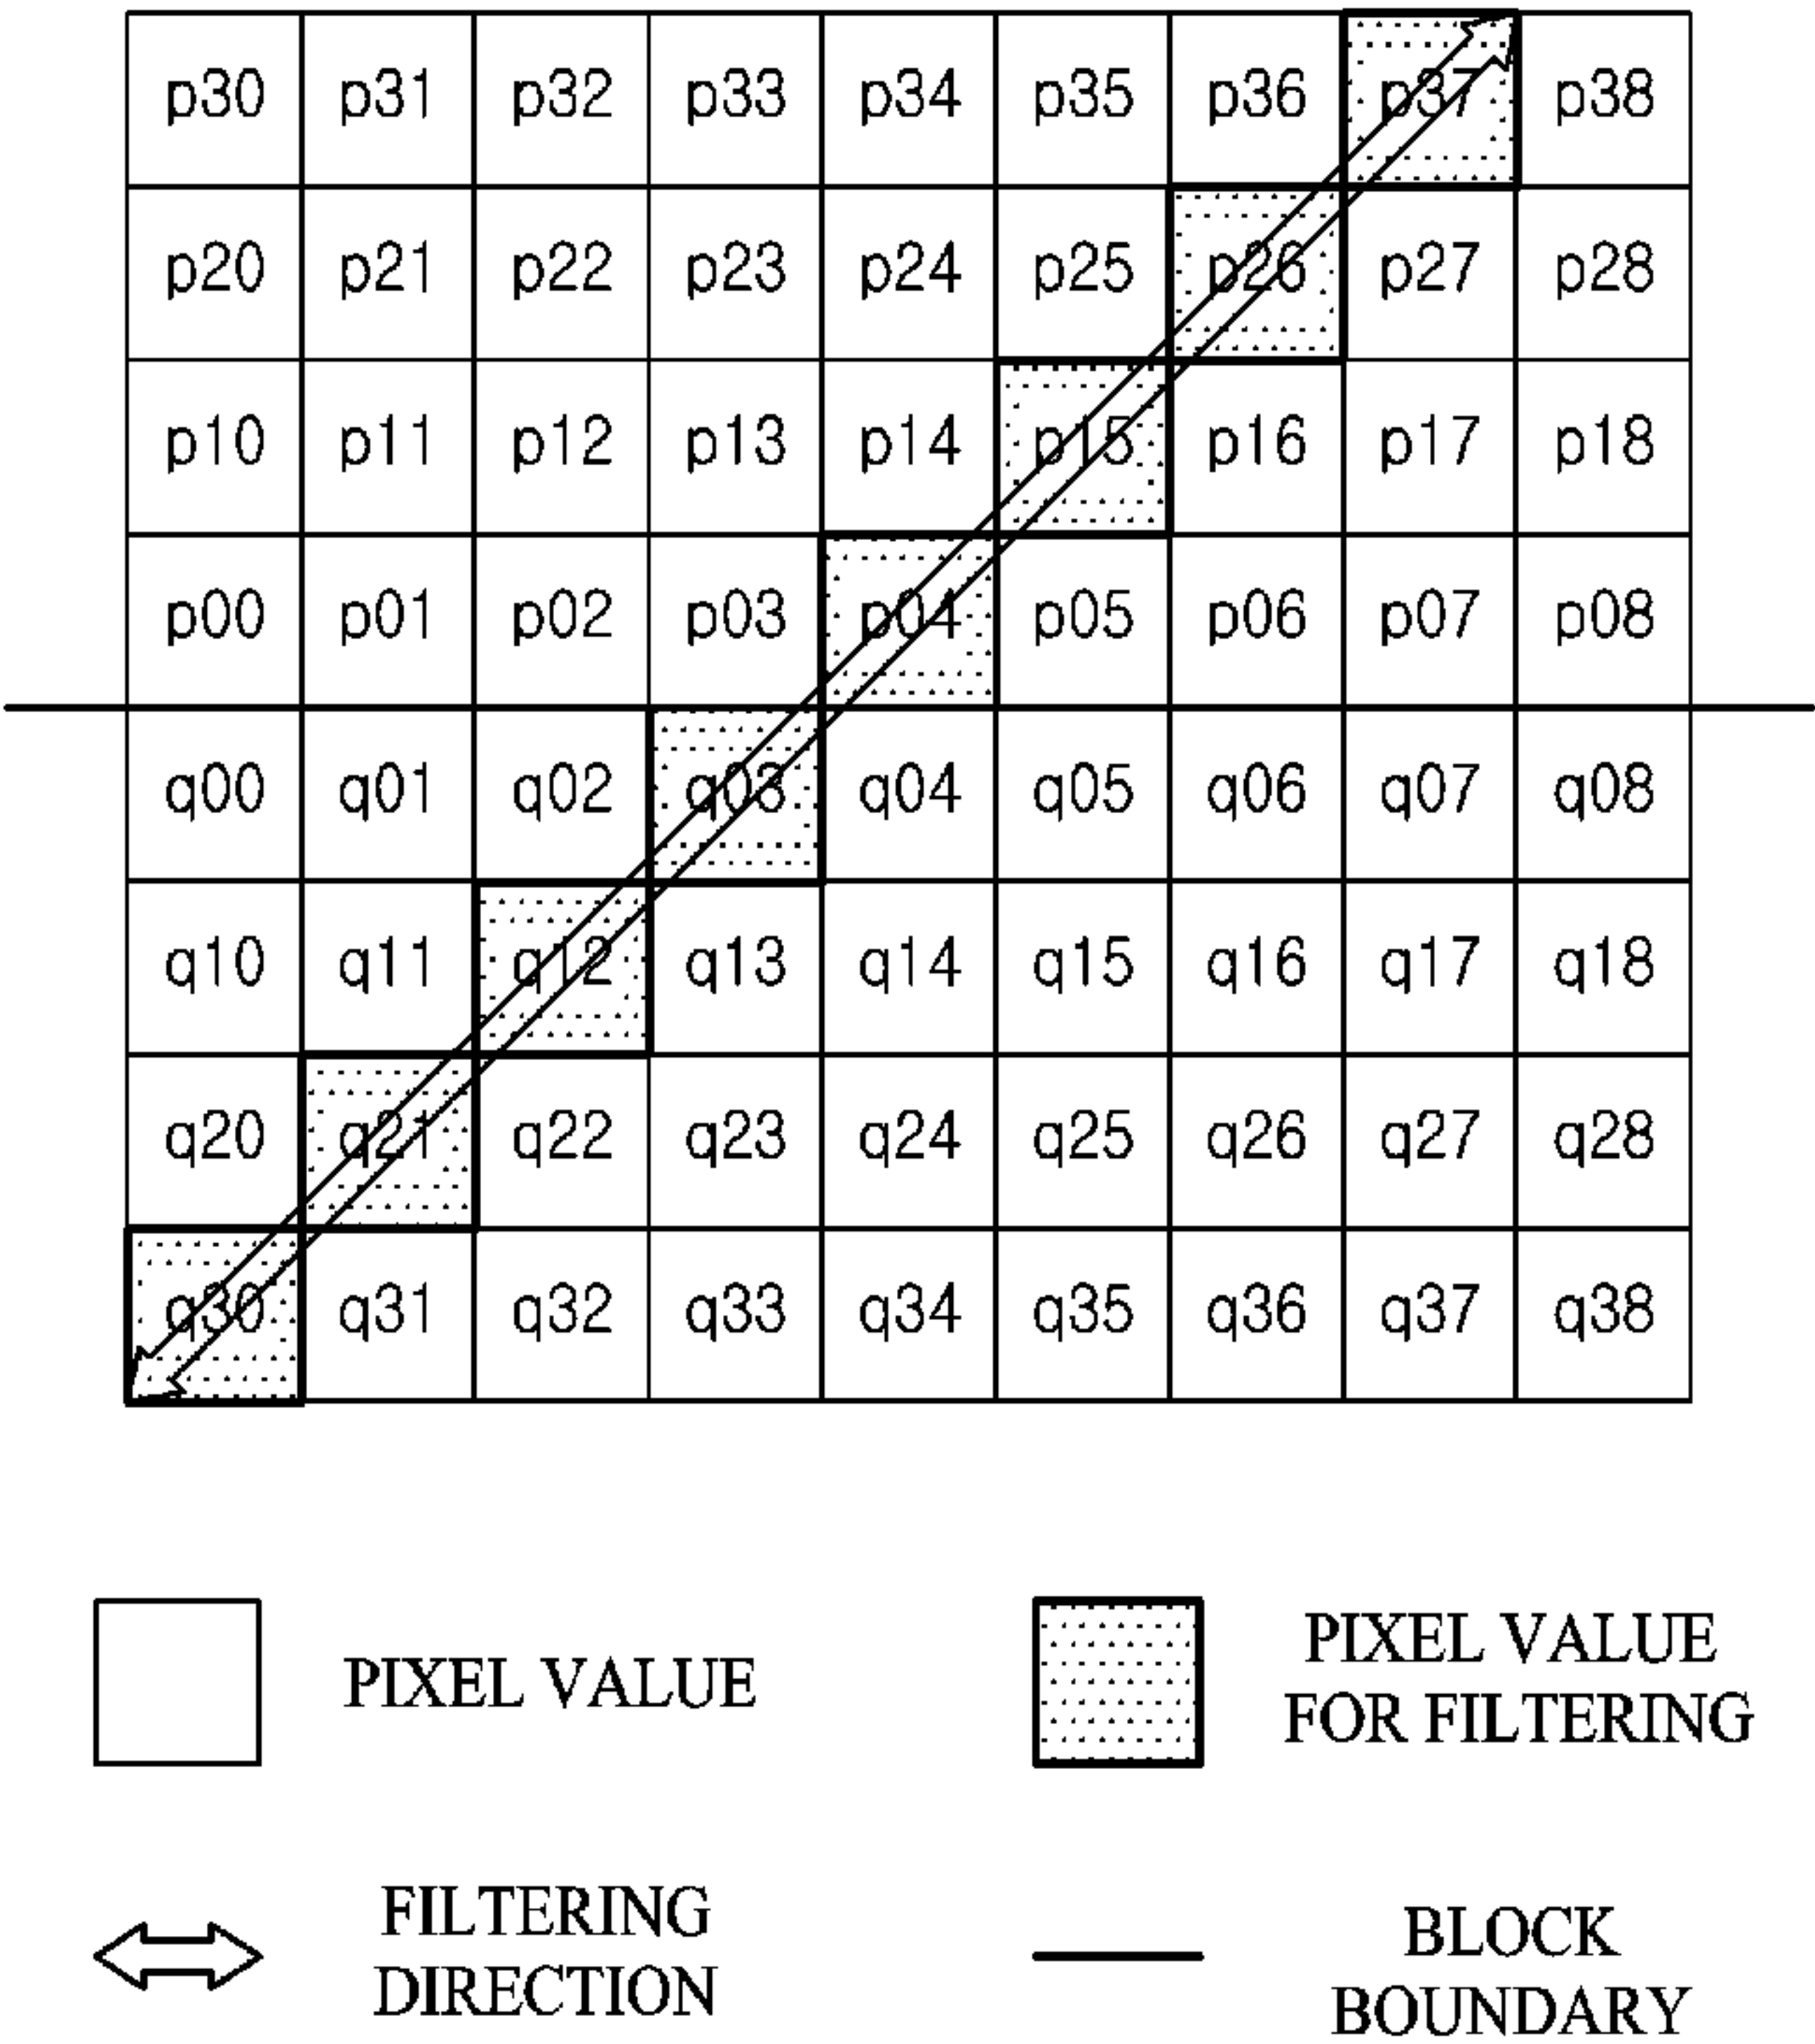 p30 p31 p32 p33 p34 p35 p36 p37 p38
p20 p21 p22 p23 p24 p25 p26 p27 p28
p10 p11 p12 p13 p14 p15 p16 p17 p18
p00 p01 p02 p03 p04 p05 p06 p07 p08
q00 q01 q02 q03 q04 q05 q06 q07 q08
q10 q11 q12 q13 q14 q15 q16 q17 q18
q20 q21 q22 q23 q24 q25 q26 q27 q28
q30 q31 q32 q33 q34 q35 q36 q37 q38
PIXEL VALUE
PIXEL VALUE
FOR FILTERING
FILTERING
DIRECTION
BLOCK
BOUNDARY